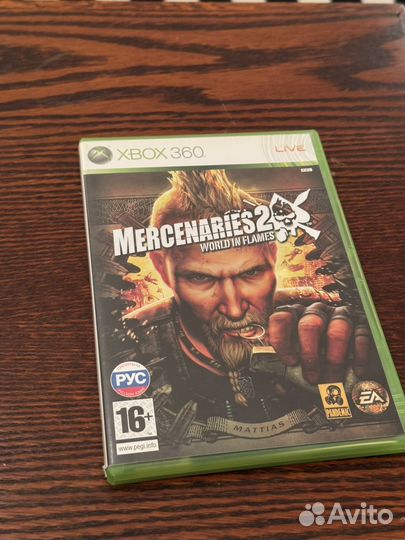 XBOX 360 LIVE
MERCENARIES 2
WORLD IN FLAMES
РУС
16+
www.pegi.info
MATTIAS
PANDEMIC
EA
Avito